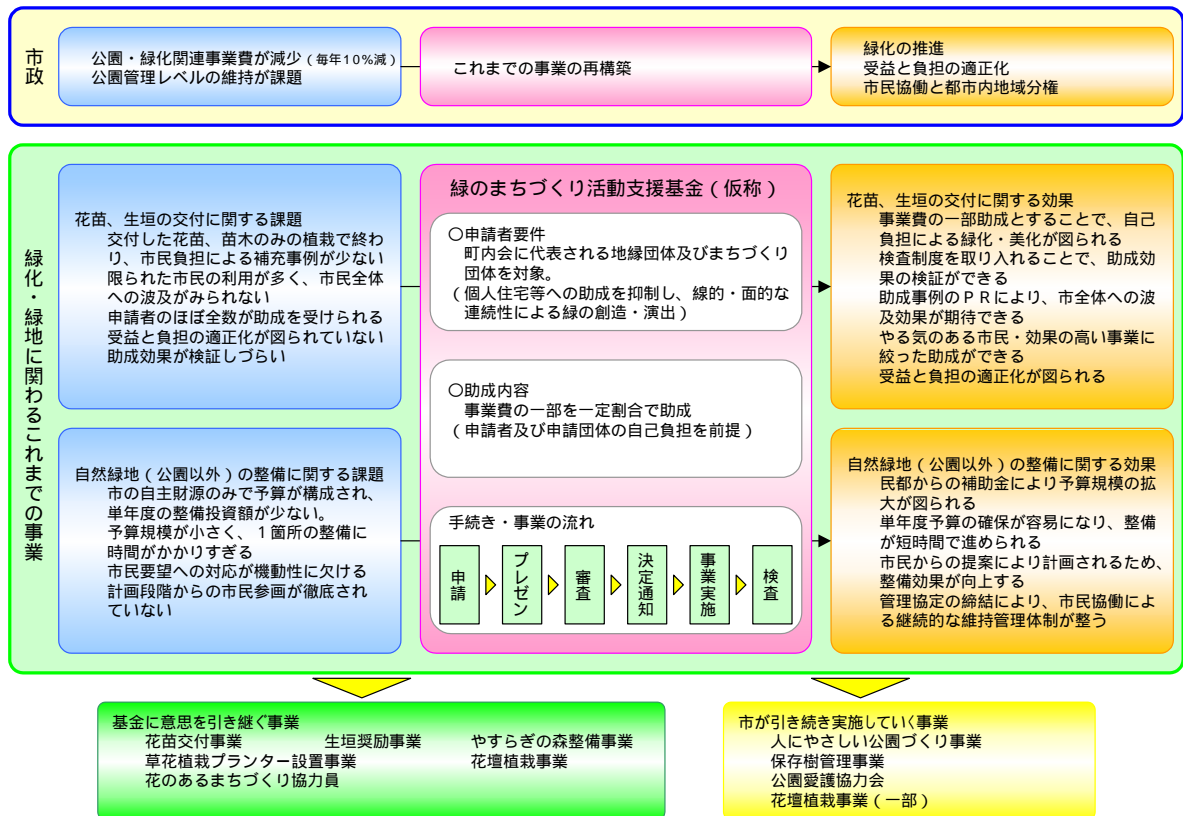 市政
公園・緑化関連事業費が減少(毎年10%減)
公園管理レベルの維持が課題
これまでの事業の再構築
緑化の推進
受益と負担の適正化
市民協働と都市内地域分権
緑化・緑地に関わるこれまでの事業
花苗、生垣の交付に関する課題
交付した花苗、苗木のみの植栽で終わ
り、市民負担による補充事例が少ない
限られた市民の利用が多く、市民全体
への波及がみられない
申請者のほぼ全数が助成を受けられる
受益と負担の適正化が図られていない
助成効果が検証しづらい
自然緑地(公園以外)の整備に関する課題
市の自主財源のみで予算が構成され、
単年度の整備投資額が少ない。
予算規模が小さく、1箇所の整備に
時間がかかりすぎる
市民要望への対応が機動性に欠ける
計画段階からの市民参画が徹底され
ていない
緑のまちづくり活動支援基金(仮称)
○申請者要件
町内会に代表される地縁団体及びまちづくり
団体を対象。
(個人住宅等への助成を抑制し、線的・面的な
連続性による緑の創造・演出)
○助成内容
事業費の一部を一定割合で助成
(申請者及び申請団体の自己負担を前提)
手続き・事業の流れ
申請
プレゼン
審査
決定通知
事業実施
検査
花苗、生垣の交付に関する効果
事業費の一部助成とすることで、自己
負担による緑化・美化が図られる
検査制度を取り入れることで、助成効
果の検証ができる
助成事例のPRにより、市全体への波
及効果が期待できる
やる気のある市民・効果の高い事業に
絞った助成ができる
受益と負担の適正化が図られる
自然緑地(公園以外)の整備に関する効果
民都からの補助金により予算規模の拡
大が図られる
単年度予算の確保が容易になり、整備
が短時間で進められる
市民からの提案により計画されるため、
整備効果が向上する
管理協定の締結により、市民協働によ
る継続的な維持管理体制が整う
基金に意思を引き継ぐ事業
花苗交付事業 生垣奨励事業 やすらぎの森整備事業
草花植栽プランター設置事業 花壇植栽事業
花のあるまちづくり協力員
市が引き続き実施していく事業
人にやさしい公園づくり事業
保存樹管理事業
公園愛護協力会
花壇植栽事業(一部)